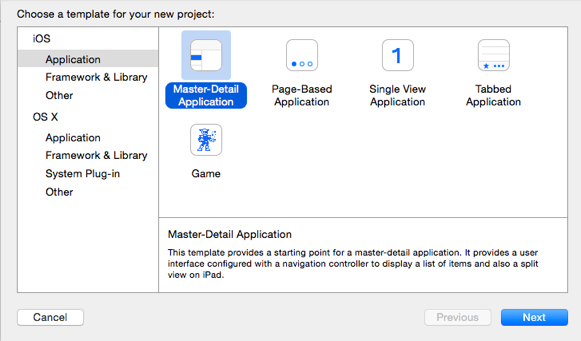 Choose a template for your new project:
iOS
Application
Framework & Library
Other
OS X
Application
Framework & Library
System Plug-in
Other
Master-Detail
Application
Page-Based
Application
1
Single View
Application
Tabbed
Application
Game
Master-Detail Application
This template provides a starting point for a master-detail application. It provides a user
interface configured with a navigation controller to display a list of items and also a split
view on iPad.
Cancel
Previous
Next